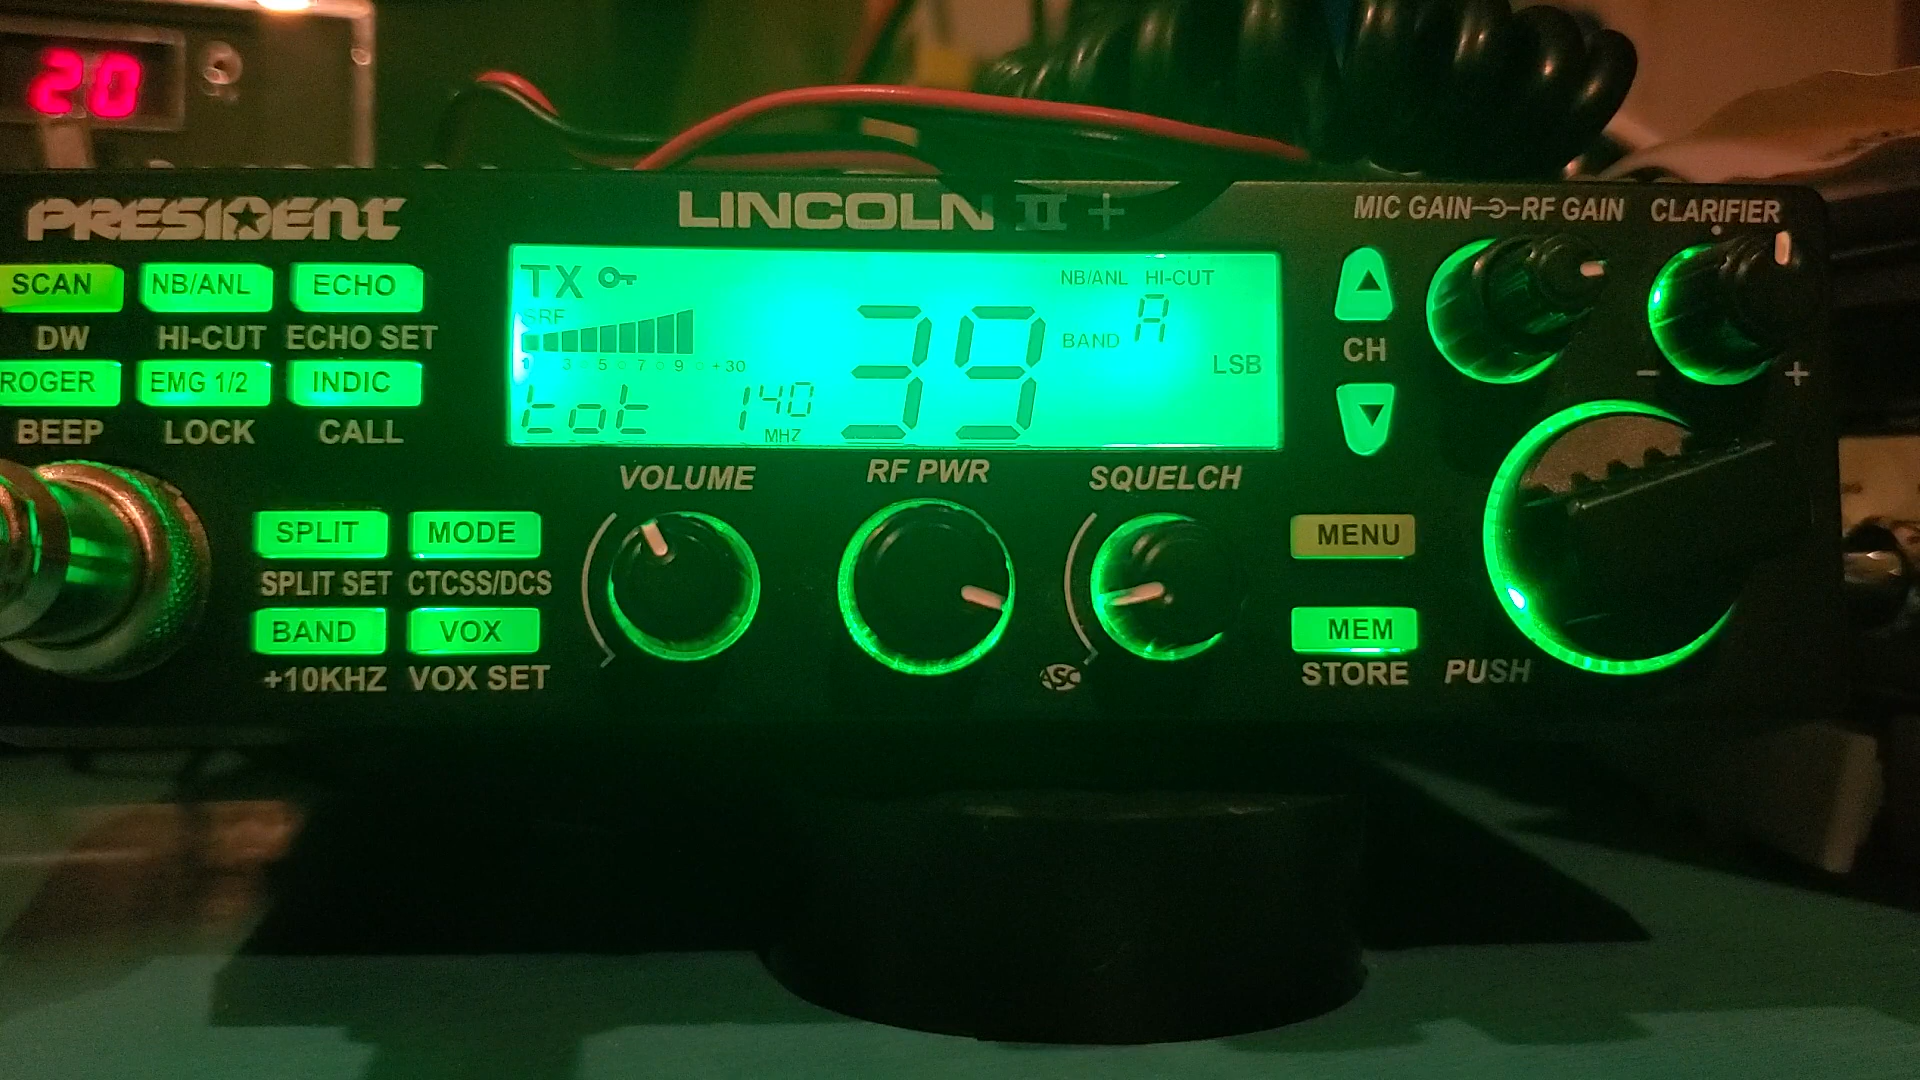 20
PRESIDENT
LINCOLN II +
MIC GAIN RF GAIN CLARIFIER
SCAN NB/ANL ECHO
DW HI-CUT ECHO SET
ROGER EMG 1/2 INDIC
BEEP LOCK CALL
TX NB/ANL HI-CUT
SRF
1 3 5 7 9 +30
39
BAND A
LSB
tot 140
MHZ
CH
- +
VOLUME RF PWR SQUELCH
SPLIT MODE
SPLIT SET CTCSS/DCS
BAND VOX
+10KHZ VOX SET
ASC
MENU
MEM
STORE
PUSH